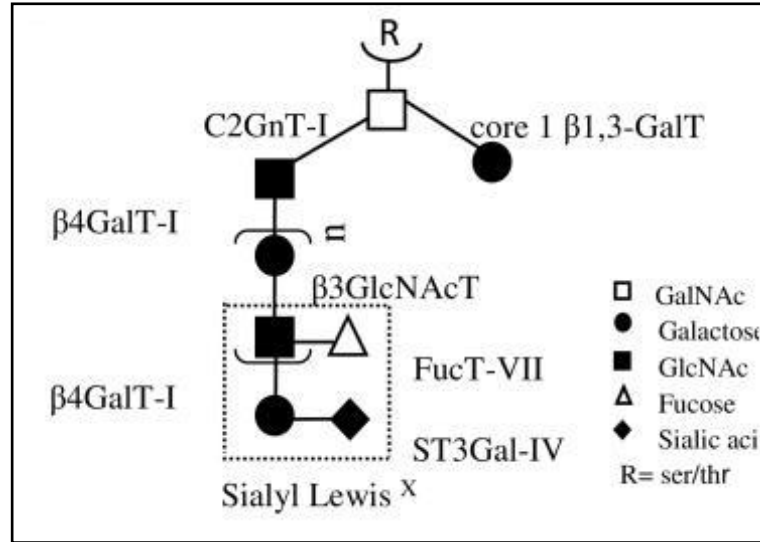 R
C2GnT-I
core 1 β1,3-GalT
β4GalT-I
n
β3GlcNAcT
FucT-VII
β4GalT-I
ST3Gal-IV
Sialyl Lewis X
GalNAc
Galactose
GlcNAc
Fucose
Sialic aci
R= ser/thr